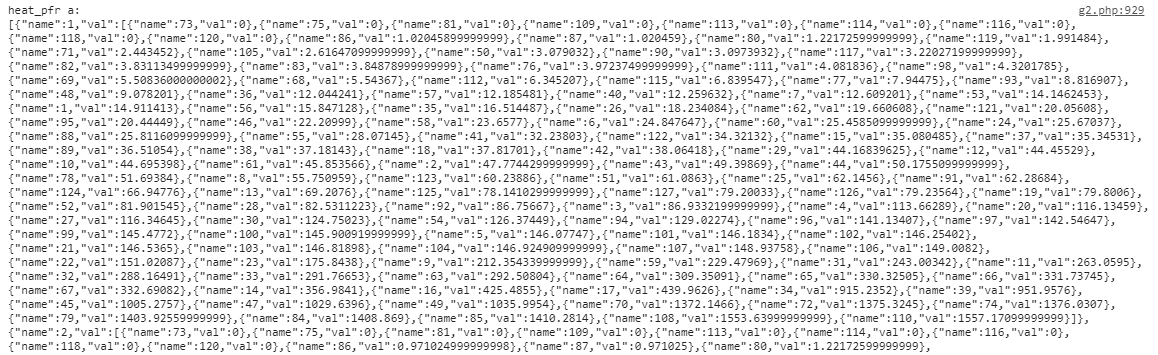 heat_pfr a: g2.php:929
[{"name":1,"val":[{"name":73,"val":0},{"name":75,"val":0},{"name":81,"val":0},{"name":109,"val":0},{"name":113,"val":0},{"name":114,"val":0},{"name":116,"val":0},
{"name":118,"val":0},{"name":120,"val":0},{"name":86,"val":1.02045899999999},{"name":87,"val":1.020459},{"name":80,"val":1.22172599999999},{"name":119,"val":1.991484},
{"name":71,"val":2.443452},{"name":105,"val":2.61647099999999},{"name":50,"val":3.079032},{"name":90,"val":3.0973932},{"name":117,"val":3.22027199999999},
{"name":82,"val":3.83113499999999},{"name":83,"val":3.84878999999999},{"name":76,"val":3.97237499999999},{"name":111,"val":4.081836},{"name":98,"val":4.3201785},
{"name":69,"val":5.50836000000002},{"name":68,"val":5.54367},{"name":112,"val":6.345207},{"name":115,"val":6.839547},{"name":77,"val":7.94475},{"name":93,"val":8.816907},
{"name":48,"val":9.078201},{"name":36,"val":12.044241},{"name":57,"val":12.185481},{"name":40,"val":12.259632},{"name":7,"val":12.609201},{"name":53,"val":14.1462453},
{"name":1,"val":14.911413},{"name":56,"val":15.847128},{"name":35,"val":16.514487},{"name":26,"val":18.234084},{"name":62,"val":19.660608},{"name":121,"val":20.05608},
{"name":95,"val":20.44449},{"name":46,"val":22.20999},{"name":58,"val":23.6577},{"name":6,"val":24.847647},{"name":60,"val":25.4585099999999},{"name":24,"val":25.67037},
{"name":88,"val":25.8116099999999},{"name":55,"val":28.07145},{"name":41,"val":32.23803},{"name":122,"val":34.32132},{"name":15,"val":35.080485},{"name":37,"val":35.34531},
{"name":89,"val":36.51054},{"name":38,"val":37.18143},{"name":18,"val":37.81701},{"name":42,"val":38.06418},{"name":29,"val":44.16839625},{"name":12,"val":44.45529},
{"name":10,"val":44.695398},{"name":61,"val":45.853566},{"name":2,"val":47.7744299999999},{"name":43,"val":49.39869},{"name":44,"val":50.1755099999999},
{"name":78,"val":51.69384},{"name":8,"val":55.750959},{"name":123,"val":60.23886},{"name":51,"val":61.0863},{"name":25,"val":62.1456},{"name":91,"val":62.28684},
{"name":124,"val":66.94776},{"name":13,"val":69.2076},{"name":125,"val":78.1410299999999},{"name":127,"val":79.20033},{"name":126,"val":79.23564},{"name":19,"val":79.8006},
{"name":52,"val":81.901545},{"name":28,"val":82.5311223},{"name":92,"val":86.75667},{"name":3,"val":86.9332199999999},{"name":4,"val":113.66289},{"name":20,"val":116.13459},
{"name":27,"val":116.34645},{"name":30,"val":124.75023},{"name":54,"val":126.37449},{"name":94,"val":129.02274},{"name":96,"val":141.13407},{"name":97,"val":142.54647},
{"name":99,"val":145.4772},{"name":100,"val":145.900919999999},{"name":5,"val":146.07747},{"name":101,"val":146.1834},{"name":102,"val":146.25402},
{"name":21,"val":146.5365},{"name":103,"val":146.81898},{"name":104,"val":146.924909999999},{"name":107,"val":148.93758},{"name":106,"val":149.0082},
{"name":22,"val":151.02087},{"name":23,"val":175.8438},{"name":9,"val":212.354339999999},{"name":59,"val":229.47969},{"name":31,"val":243.00342},{"name":11,"val":263.0595},
{"name":32,"val":288.16491},{"name":33,"val":291.76653},{"name":63,"val":292.50804},{"name":64,"val":309.35091},{"name":65,"val":330.32505},{"name":66,"val":331.73745},
{"name":67,"val":332.69082},{"name":14,"val":356.9841},{"name":16,"val":425.4855},{"name":17,"val":439.9626},{"name":34,"val":915.2352},{"name":39,"val":951.9576},
{"name":45,"val":1005.2757},{"name":47,"val":1029.6396},{"name":49,"val":1035.9954},{"name":70,"val":1372.1466},{"name":72,"val":1375.3245},{"name":74,"val":1376.0307},
{"name":79,"val":1403.92559999999},{"name":84,"val":1408.869},{"name":85,"val":1410.2814},{"name":108,"val":1553.63999999999},{"name":110,"val":1557.17099999999}]},
{"name":2,"val":[{"name":73,"val":0},{"name":75,"val":0},{"name":81,"val":0},{"name":109,"val":0},{"name":113,"val":0},{"name":114,"val":0},{"name":116,"val":0},
{"name":118,"val":0},{"name":120,"val":0},{"name":86,"val":0.971024999999998},{"name":87,"val":0.971025},{"name":80,"val":1.22172599999999},